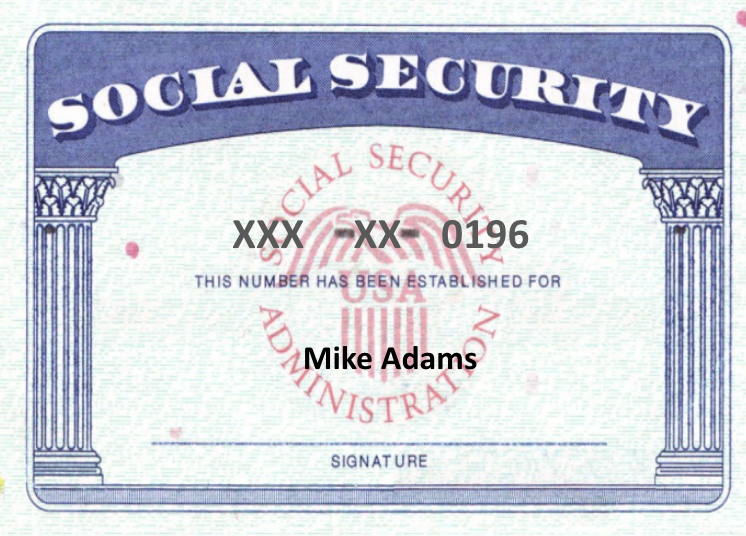 SOCIAL SECURITY
SOCIAL SECURITY
XXX -XX- 0196
THIS NUMBER HAS BEEN ESTABLISHED FOR
USA
Mike Adams
ADMINISTRATION
SIGNATURE